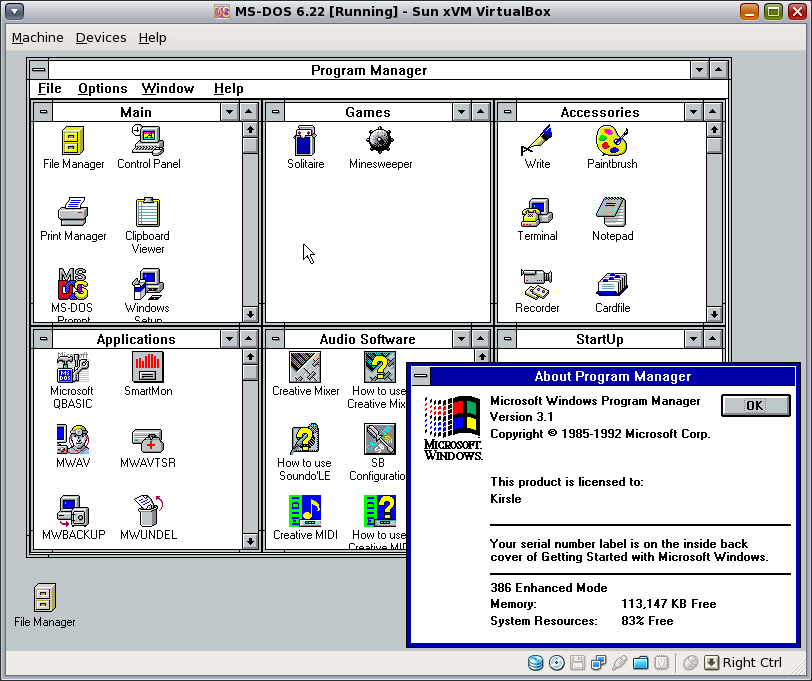 MS-DOS 6.22 [Running] - Sun xVM VirtualBox
Machine Devices Help
Program Manager
File Options Window Help
Main
File Manager
Control Panel
Print Manager
Clipboard
Viewer
MS-DOS
Prompt
Windows
Setup
Games
Solitaire
Minesweeper
Accessories
Write
Paintbrush
Terminal
Notepad
Recorder
Cardfile
Applications
Microsoft
QBASIC
SmartMon
MWAV
MWAVTSR
MWBACKUP
MWUNDEL
Audio Software
Creative Mixer
How to use
Creative Mix
How to use
Soundo'LE
SB
Configuratio
Creative MIDI
How to use
Creative MID
StartUp
File Manager
About Program Manager
MICROSOFT.
WINDOWS.
Microsoft Windows Program Manager
Version 3.1
Copyright © 1985-1992 Microsoft Corp.
OK
This product is licensed to:
Kirsle
Your serial number label is on the inside back
cover of Getting Started with Microsoft Windows.
386 Enhanced Mode
Memory: 113,147 KB Free
System Resources: 83% Free
Right Ctrl